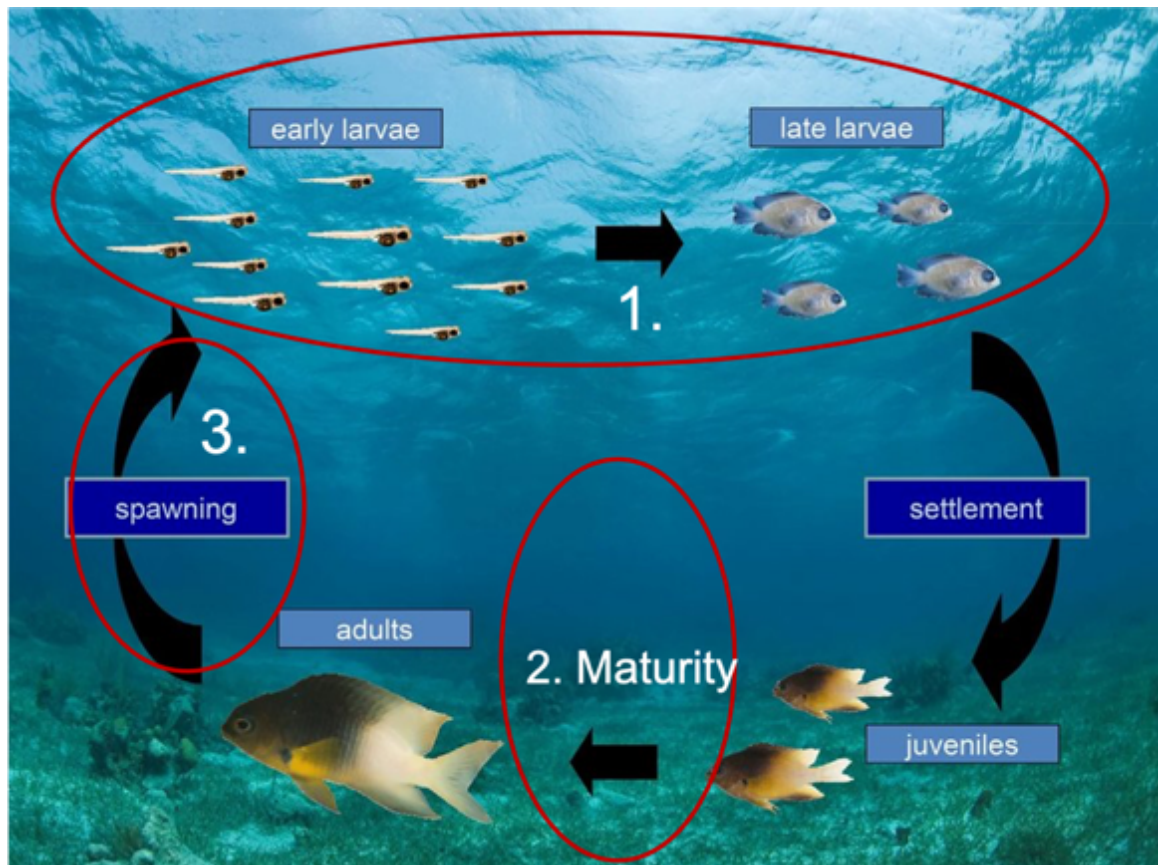 early larvae
late larvae
1.
3.
spawning
settlement
adults
2. Maturity
juveniles